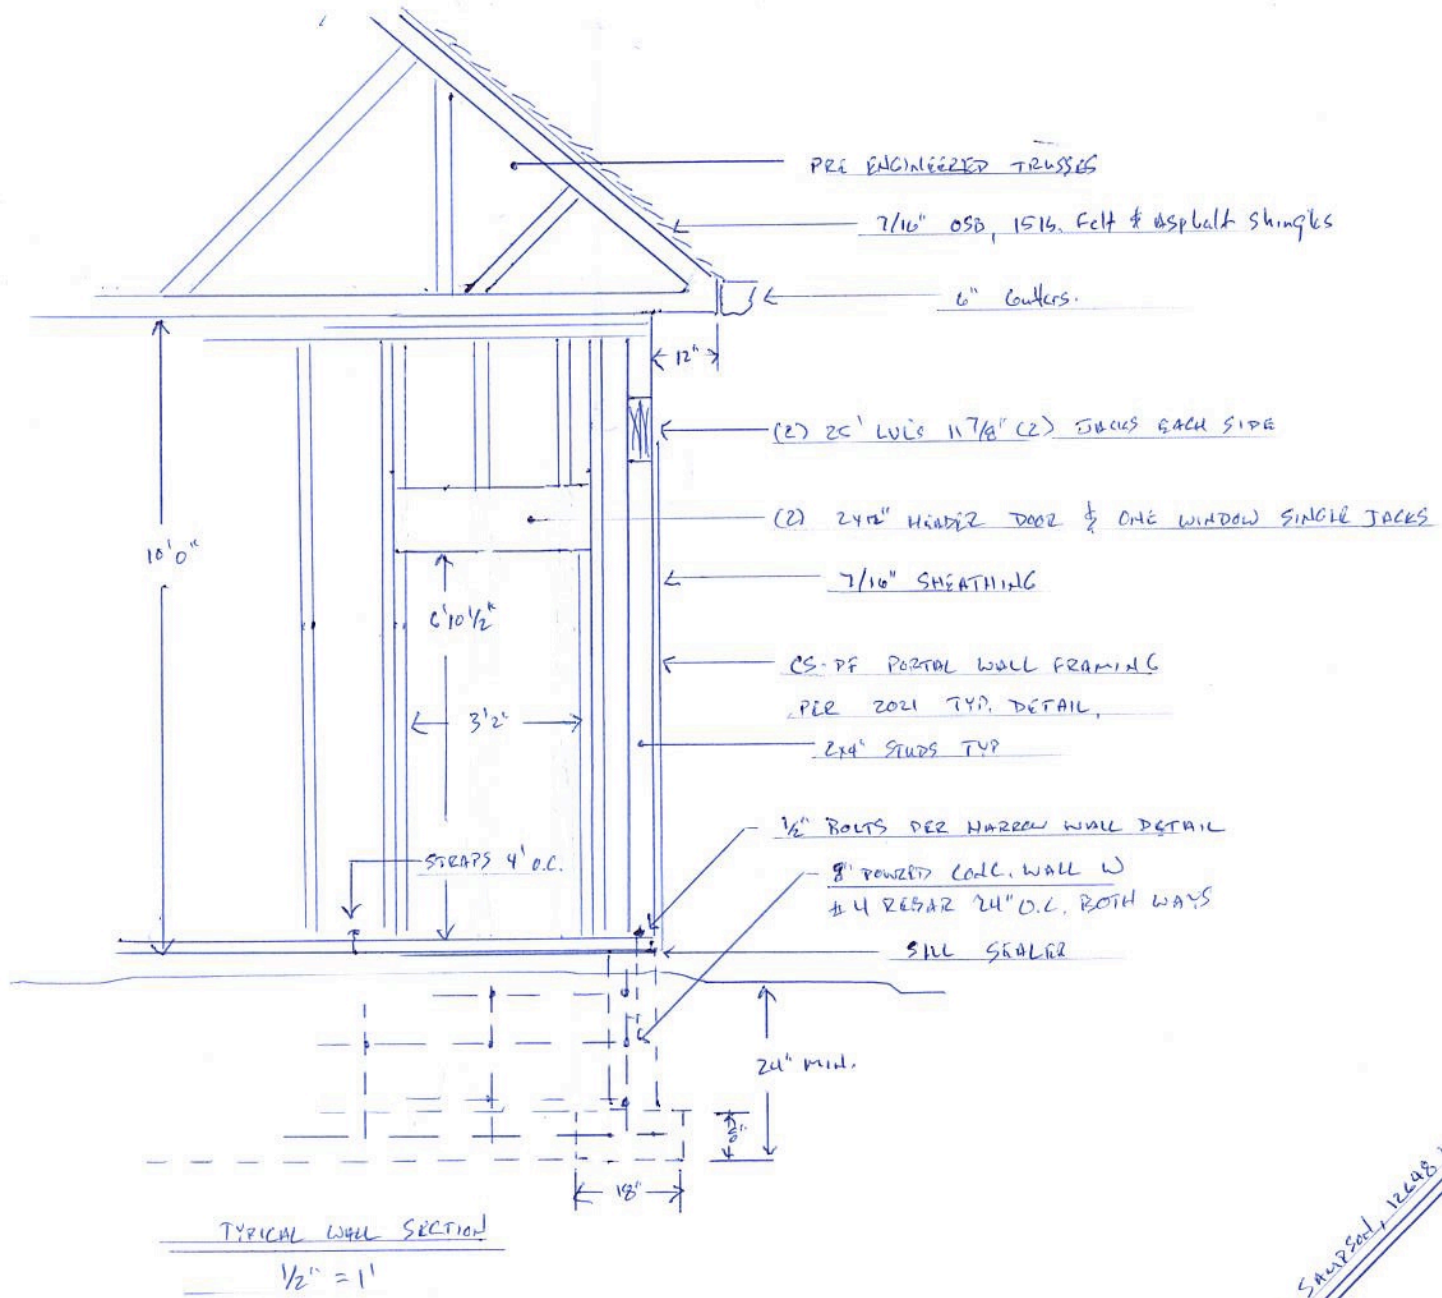 PRE ENGINEERED TRUSSES
7/16" OSB, 15lb. Felt & Asphalt Shingles
6" Gutters.
12"
(2) 25' LVL's 11 7/8" (2) JACKS EACH SIDE
(2) 2x12" HEADER DOOR & ONE WINDOW SINGLE JACKS
10'0"
7/16" SHEATHING
6'10 1/2"
CS-PF PORTAL WALL FRAMING
PER 2021 TYP. DETAIL,
3'2"
2x4" STUDS TYP
1/2" BOLTS PER NARROW WALL DETAIL
STRAPS 4' O.C.
8" POWRED CONC. WALL W
#4 REBAR 24" O.C. BOTH WAYS
SILL SEALER
24" MIN.
18"
TYPICAL WALL SECTION
1/2" = 1'
SAMPSON, 12648